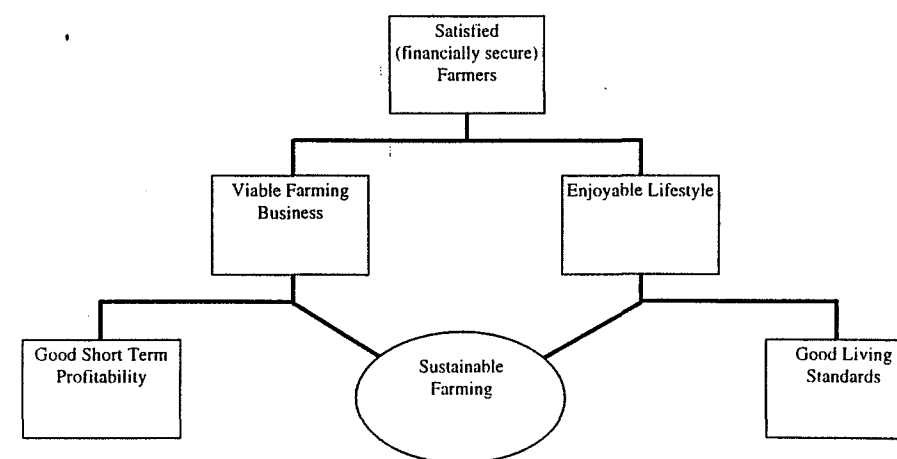 Satisfied
(financially secure)
Farmers
Viable Farming
Business
Enjoyable Lifestyle
Good Short Term
Profitability
Sustainable
Farming
Good Living
Standards